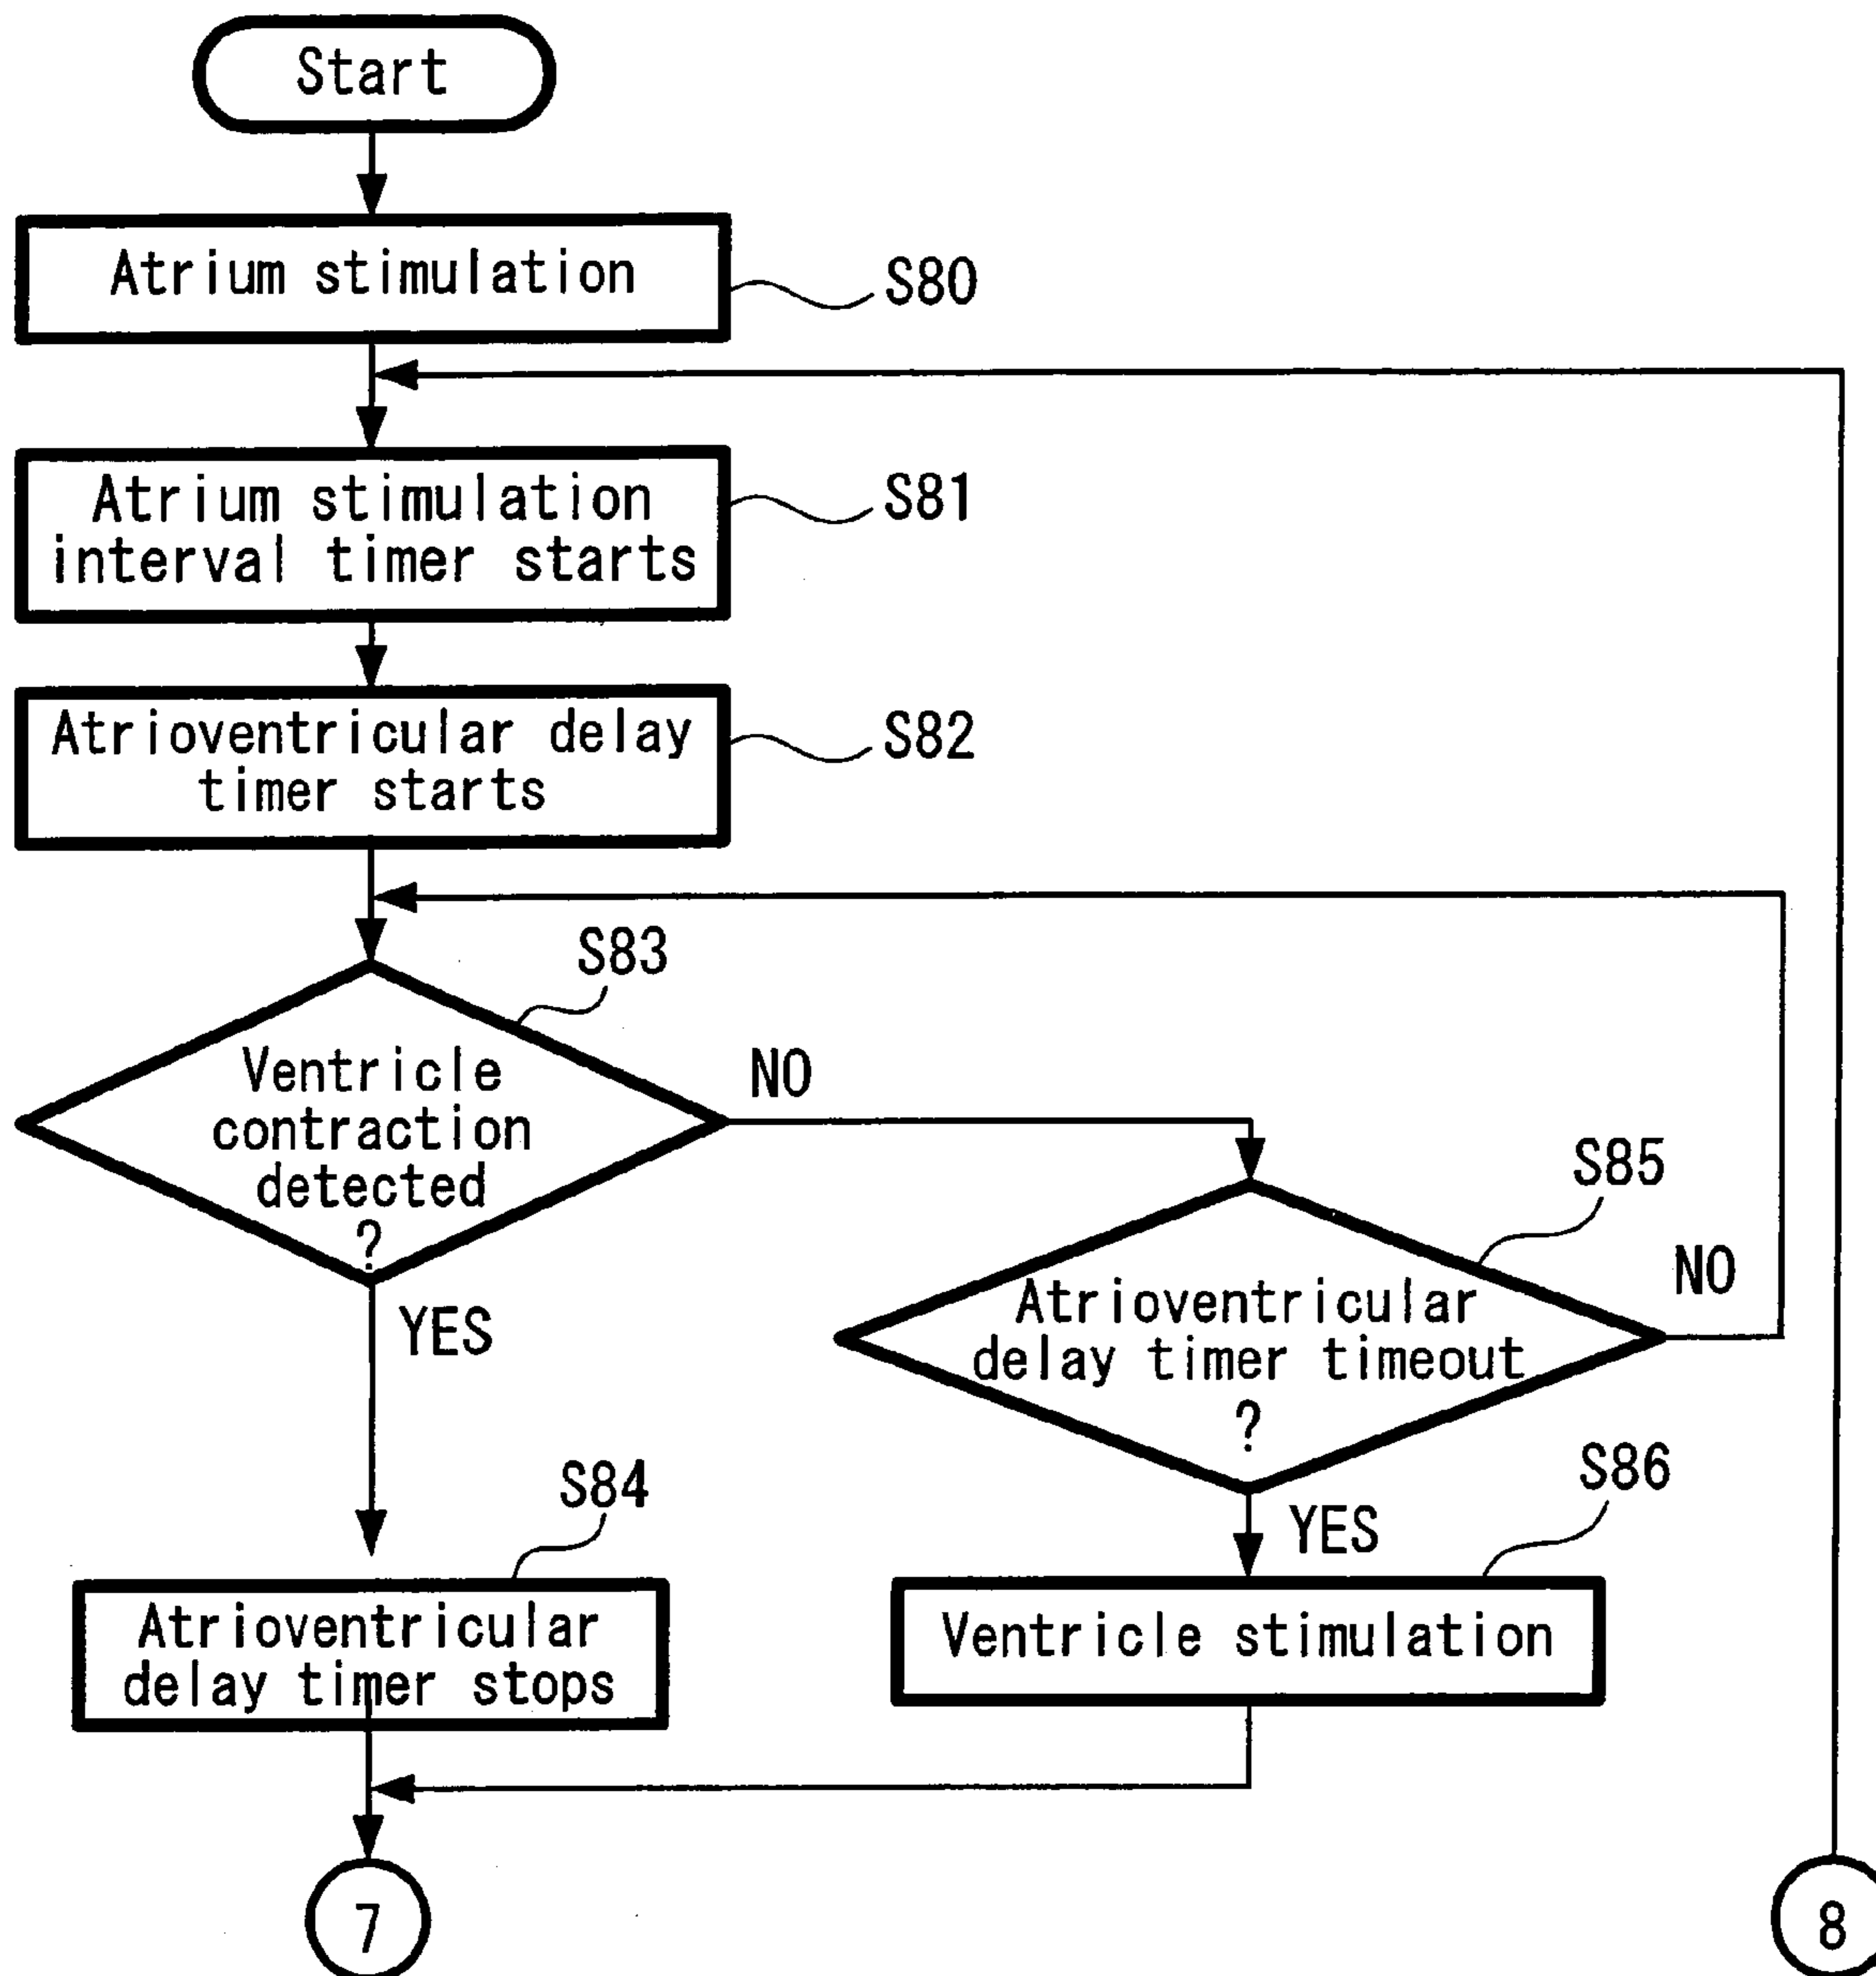 Start
Atrium stimulation
S80
Atrium stimulation
interval timer starts
S81
Atrioventricular delay
timer starts
S82
S83
Ventricle
contraction
detected
?
NO
YES
S85
Atrioventricular
delay timer timeout
?
NO
YES
S84
Atrioventricular
delay timer stops
S86
Ventricle stimulation
7
8